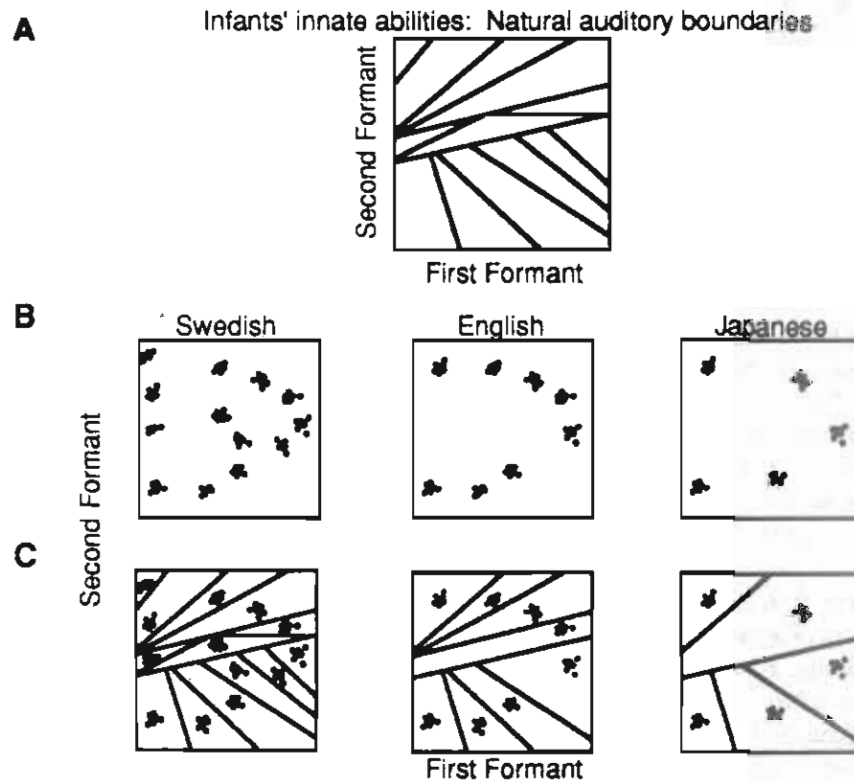 A
Infants' innate abilities: Natural auditory boundaries
Second Formant
First Formant
B
Swedish English Japanese
Second Formant
C
First Formant